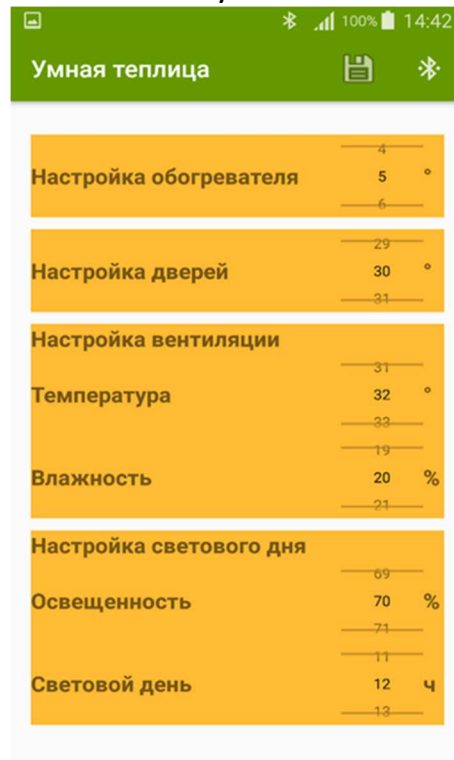 100% 14:42
Умная теплица
4
Настройка обогревателя 5 °
6
29
Настройка дверей 30 °
31
Настройка вентиляции
31
Температура 32 °
33
19
Влажность 20 %
21
Настройка светового дня
69
Освещенность 70 %
71
11
Световой день 12 ч
13